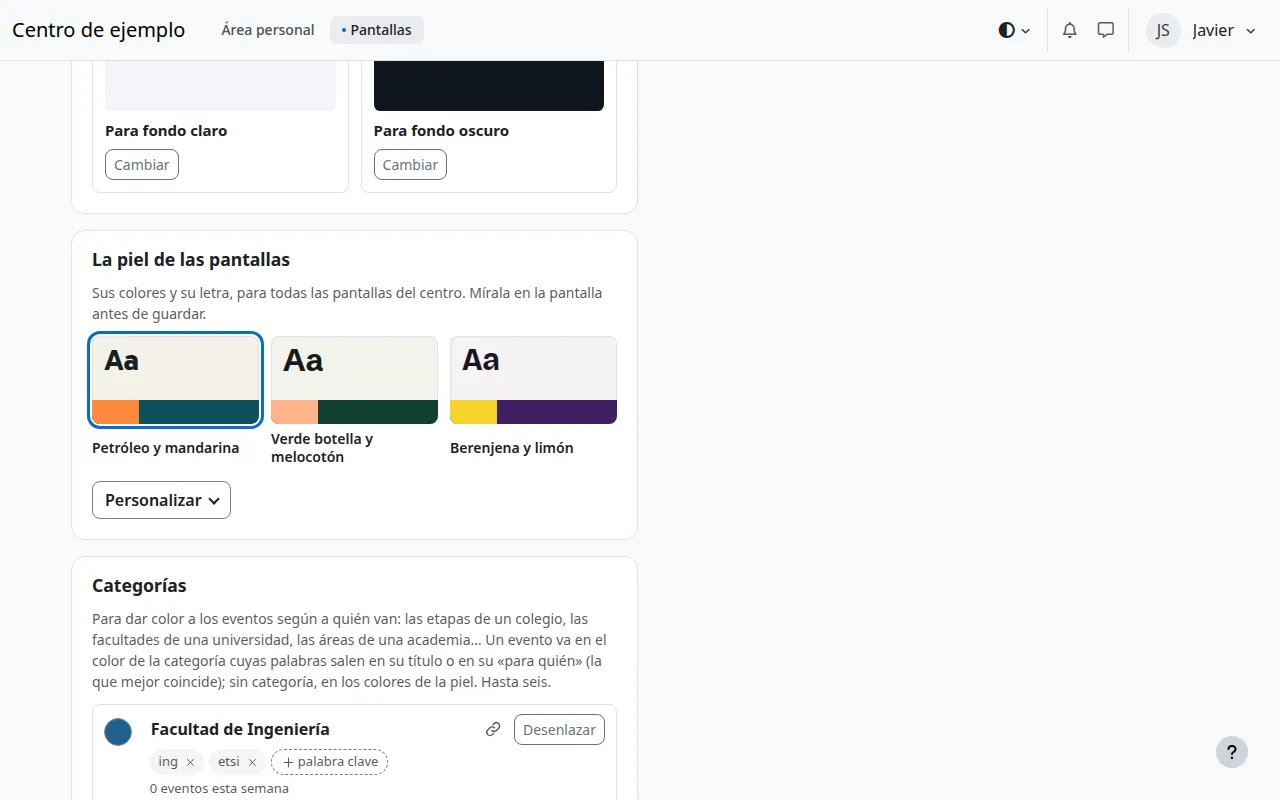 Centro de ejemplo
Área personal
Pantallas
JS
Javier
Para fondo claro
Cambiar
Para fondo oscuro
Cambiar
La piel de las pantallas
Sus colores y su letra, para todas las pantallas del centro. Mírala en la pantalla
antes de guardar.
Aa
Petróleo y mandarina
Aa
Verde botella y
melocotón
Aa
Berenjena y limón
Personalizar
Categorías
Para dar color a los eventos según a quién van: las etapas de un colegio, las
facultades de una universidad, las áreas de una academia... Un evento va en el
color de la categoría cuyas palabras salen en su título o en su «para quién» (la
que mejor coincide); sin categoría, en los colores de la piel. Hasta seis.
Facultad de Ingeniería
Desenlazar
ing ×
etsi ×
+ palabra clave
0 eventos esta semana
?